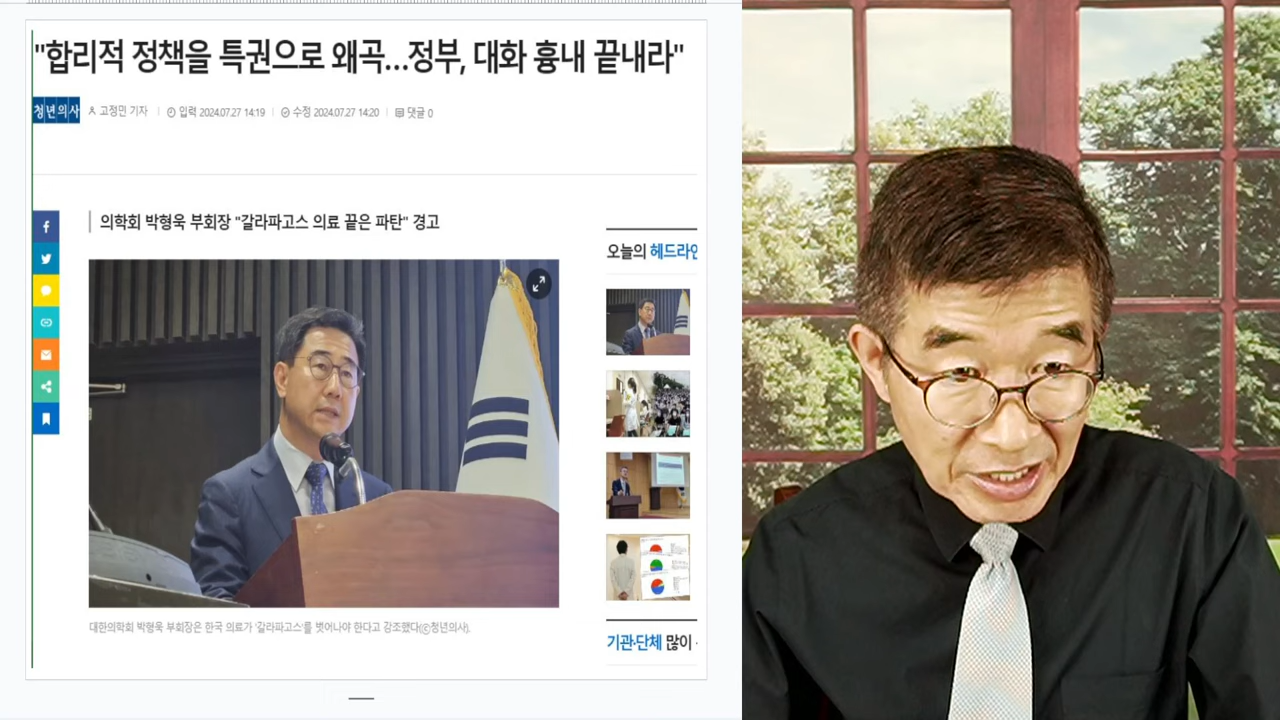 "합리적 정책을 특권으로 왜곡…정부, 대화 흉내 끝내라"
청년의사 고정민 기자 입력 2024.07.27 14:19 수정 2024.07.27 14:20 댓글 0
의학회 박형욱 부회장 "갈라파고스 의료 끝은 파탄" 경고
오늘의 헤드라인
대한의학회 박형욱 부회장은 한국 의료가 '갈라파고스'를 벗어나야 한다고 강조했다(ⓒ청년의사).
기관·단체 많이